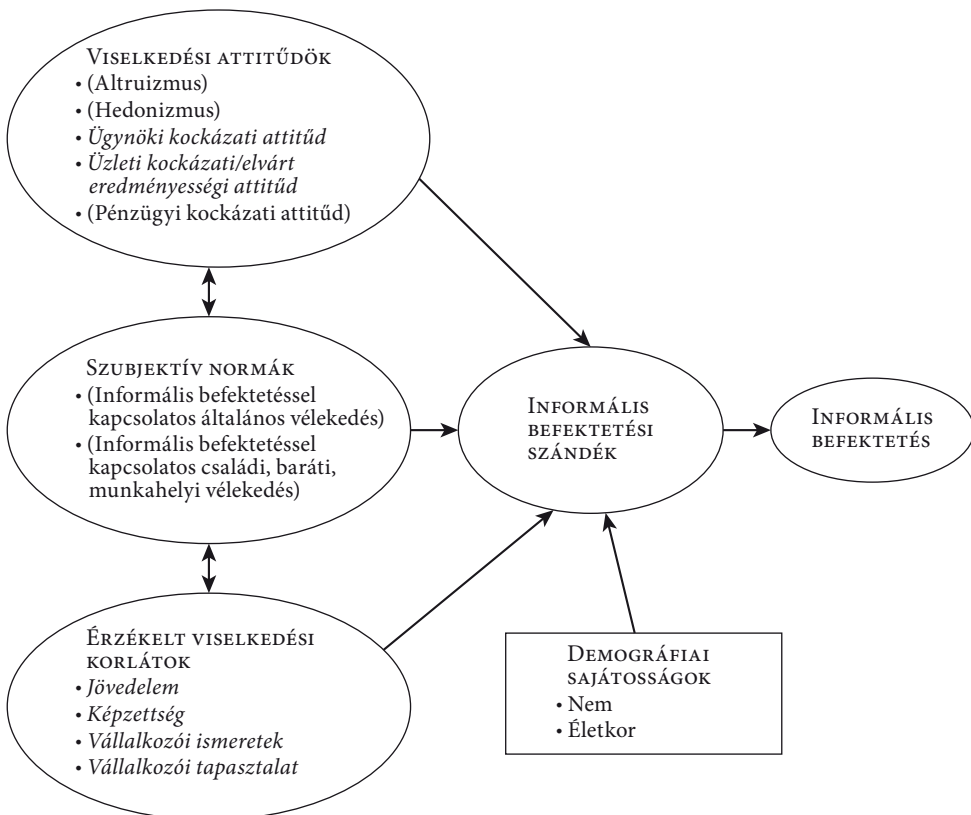 VISELKEDÉSI ATTITŰDÖK
• (Altruizmus)
• (Hedonizmus)
• Ügynöki kockázati attitűd
• Üzleti kockázati/elvárt
eredményességi attitűd
• (Pénzügyi kockázati attitűd)
SZUBJEKTÍV NORMÁK
• (Informális befektetéssel
kapcsolatos általános vélekedés)
• (Informális befektetéssel
kapcsolatos családi, baráti,
munkahelyi vélekedés)
INFORMÁLIS
BEFEKTETÉSI
SZÁNDÉK
INFORMÁLIS
BEFEKTETÉS
ÉRZÉKELT VISELKEDÉSI
KORLÁTOK
• Jövedelem
• Képzettség
• Vállalkozói ismeretek
• Vállalkozói tapasztalat
DEMOGRÁFIAI
SAJÁTOSSÁGOK
• Nem
• Életkor